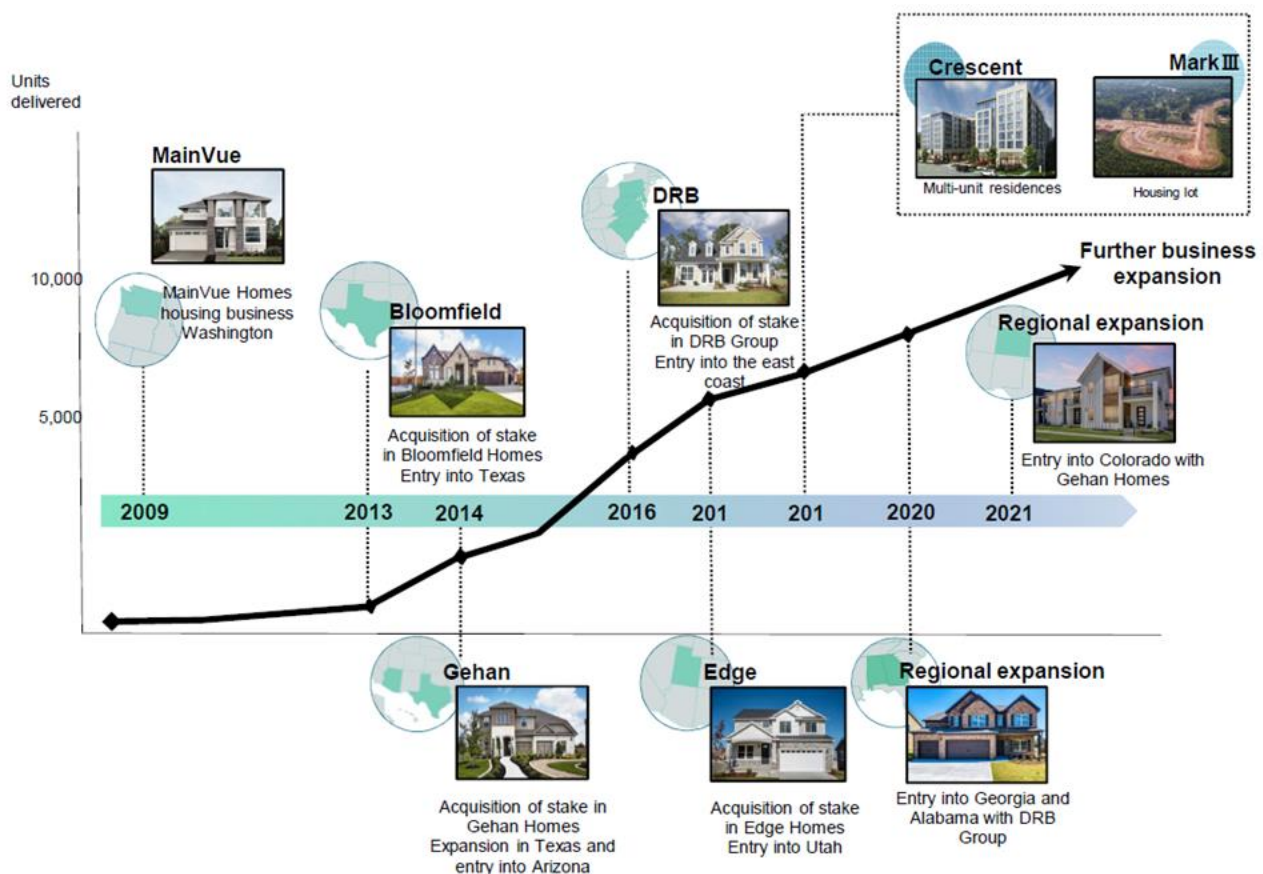 Units
delivered
10,000
5,000
MainVue
MainVue Homes
housing business
Washington
Bloomfield
Acquisition of stake
in Bloomfield Homes
Entry into Texas
DRB
Acquisition of stake
in DRB Group
Entry into the east
coast
Crescent
Multi-unit residences
Mark Ⅲ
Housing lot
Further business
expansion
Regional expansion
Entry into Colorado with
Gehan Homes
2009 2013 2014 2016 201 201 2020 2021
Gehan
Acquisition of stake in
Gehan Homes
Expansion in Texas and
entry into Arizona
Edge
Acquisition of stake
in Edge Homes
Entry into Utah
Regional expansion
Entry into Georgia and
Alabama with DRB
Group